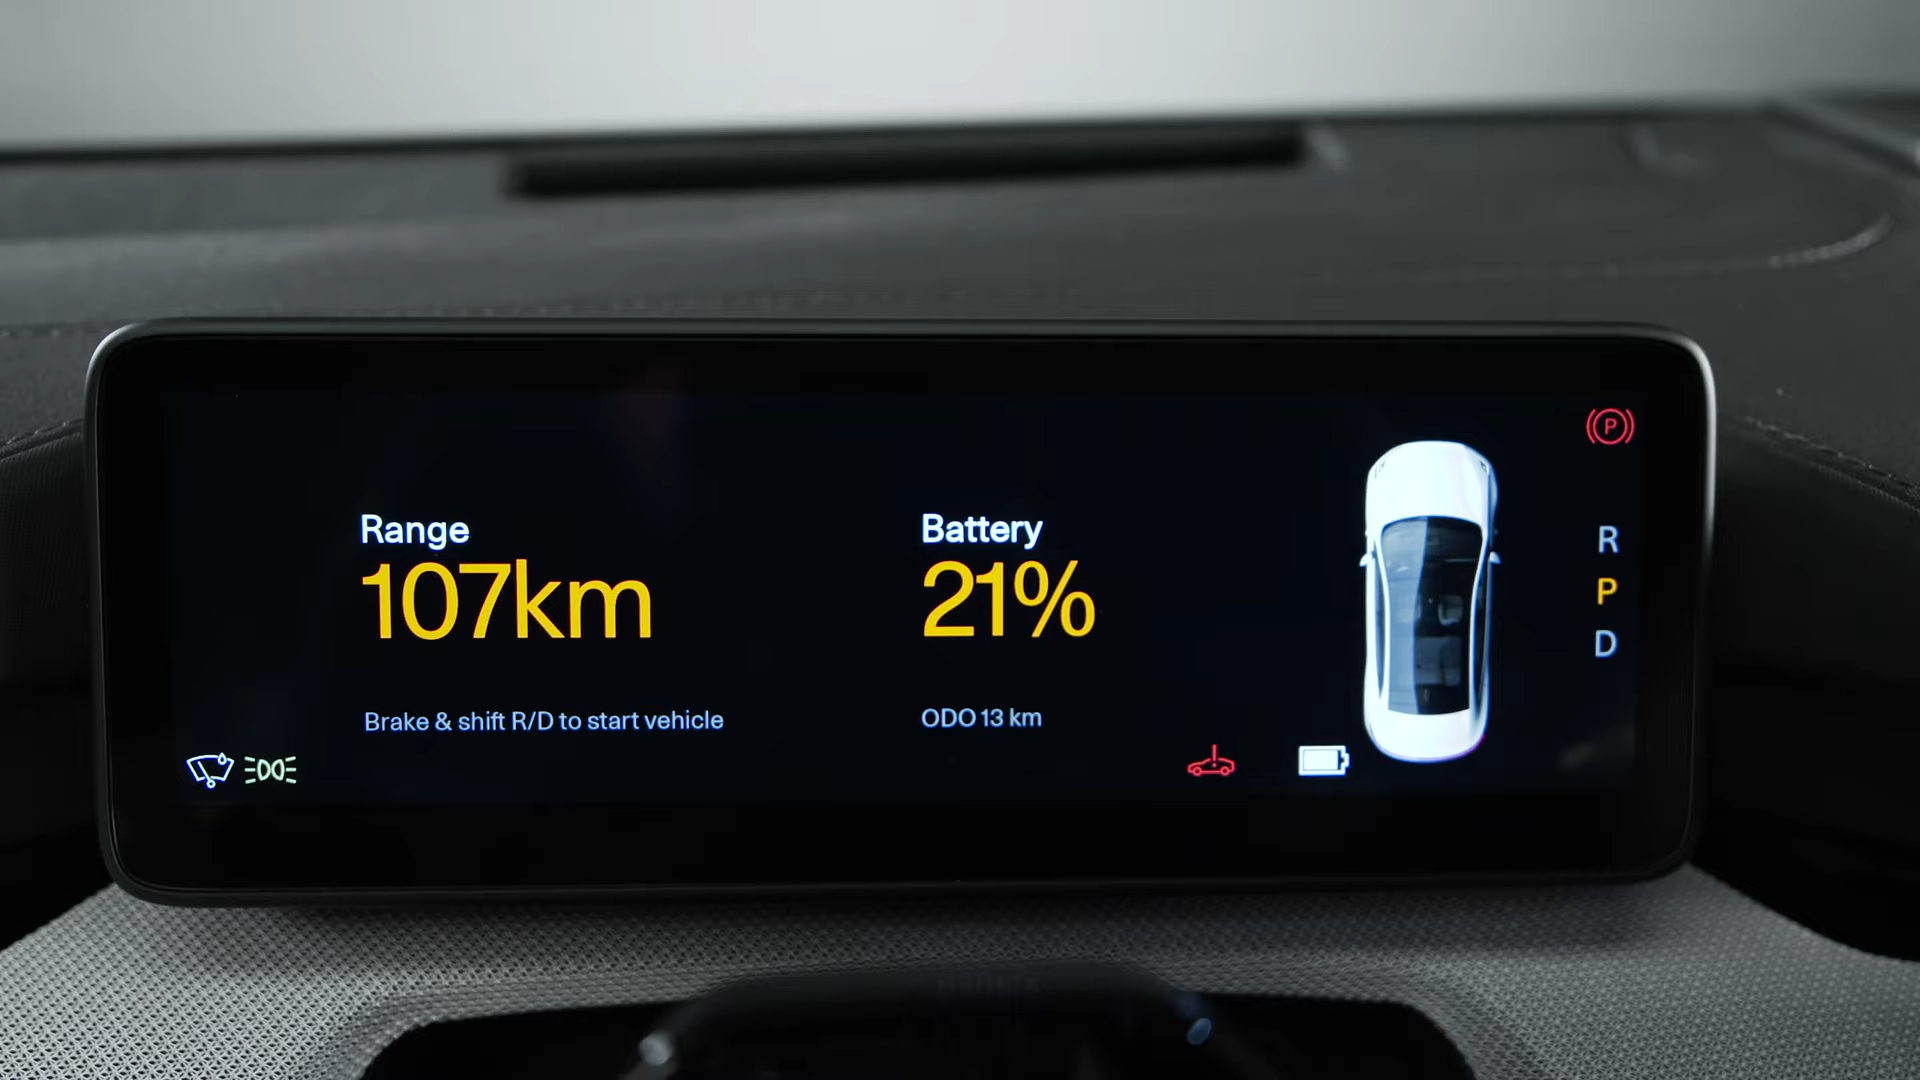 P
Range
107km
Battery
21%
R
P
D
Brake & shift R/D to start vehicle
ODO 13 km